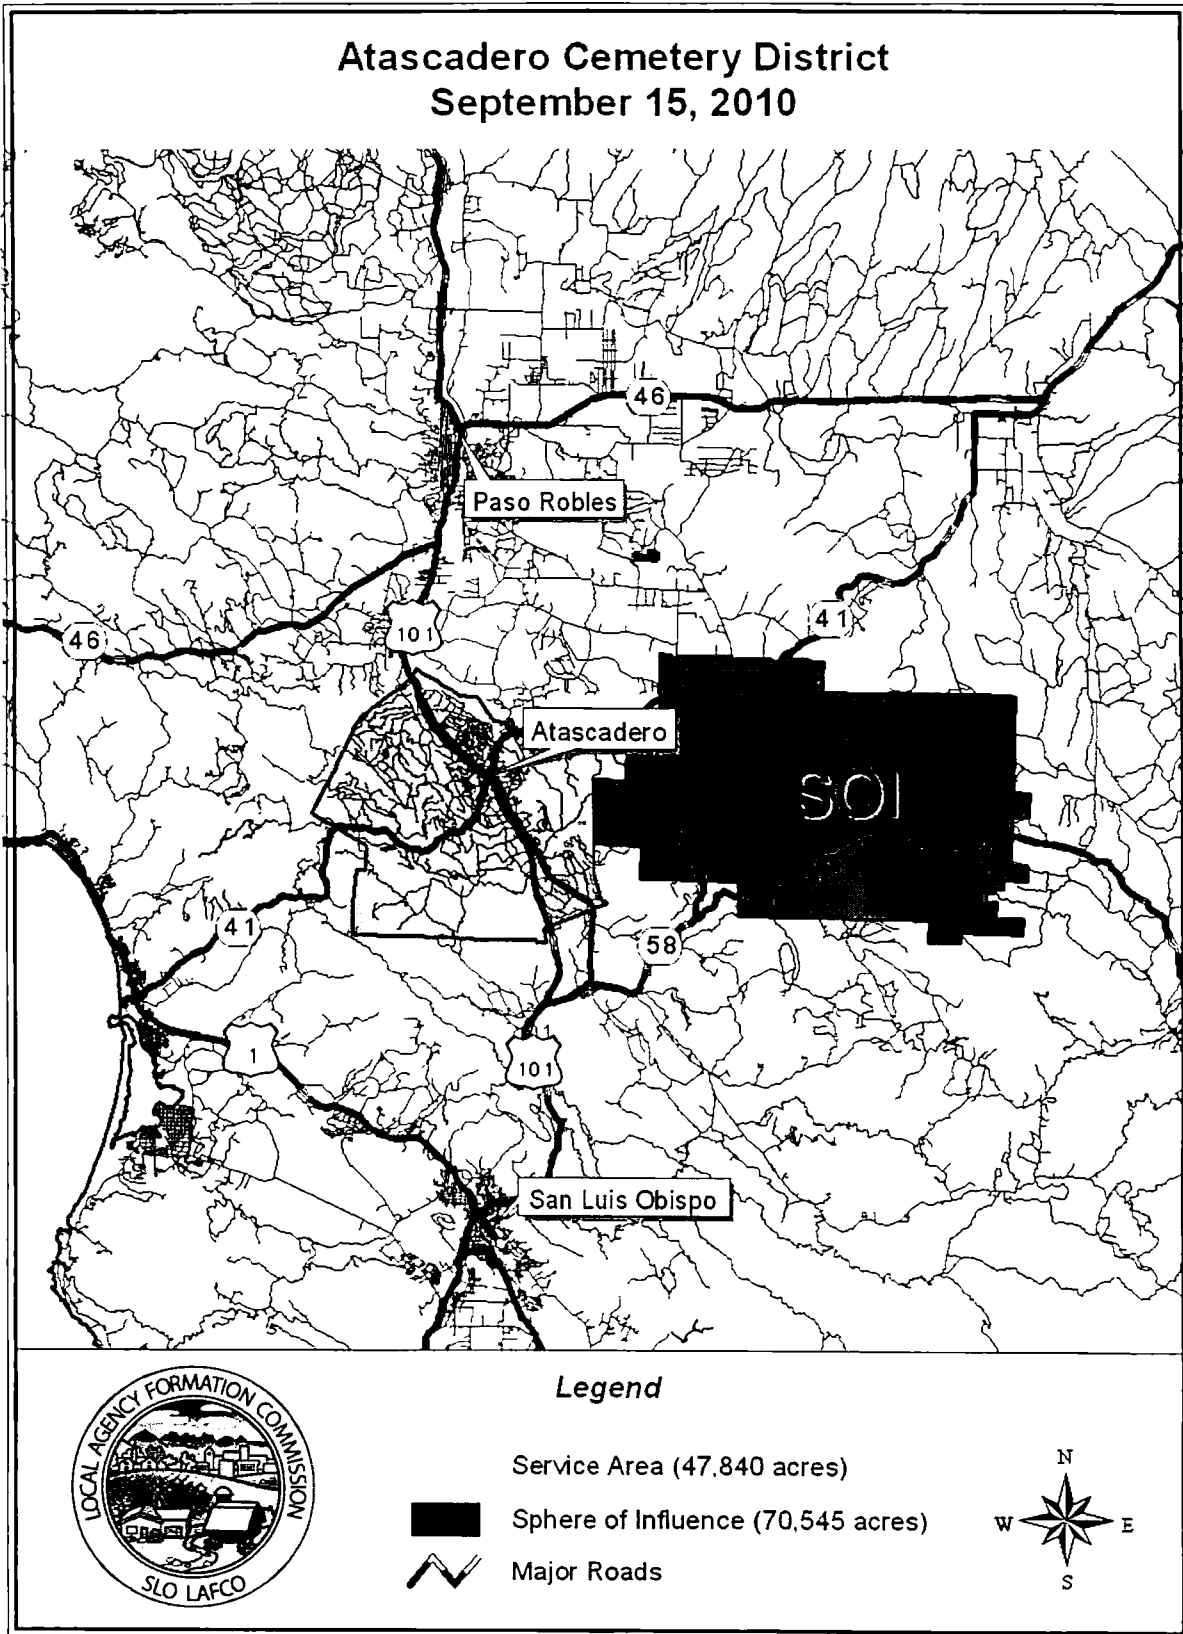 Atascadero Cemetery District
September 15, 2010
46
Paso Robles
41
101
46
Atascadero
SOI
41
58
1
101
San Luis Obispo
Legend
LOCAL AGENCY FORMATION COMMISSION
SLO LAFCO
Service Area (47,840 acres)
Sphere of Influence (70,545 acres)
Major Roads
N
W
E
S